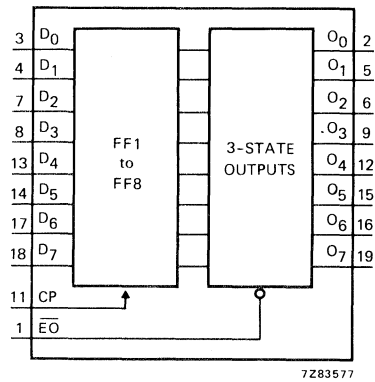 3 D0 O0 2
4 D1 O1 5
7 D2 O2 6
8 D3 O3 9
13 D4 O4 12
14 D5 O5 15
17 D6 O6 16
18 D7 O7 19
FF1
to
FF8
3-STATE
OUTPUTS
11 CP
1 E̅O̅
7Z83577